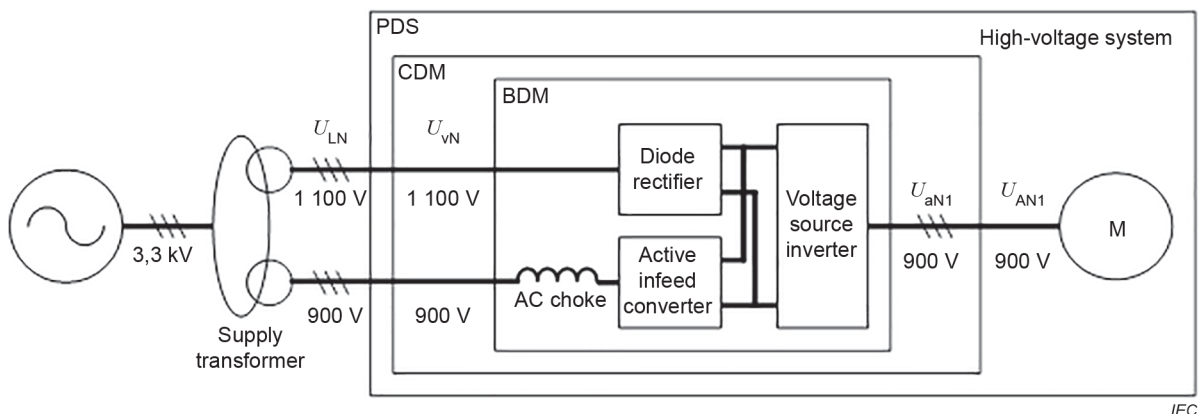 PDS
High-voltage system
CDM
BDM
U_LN
U_vN
1 100 V
1 100 V
Diode
rectifier
Voltage
source
inverter
U_aN1
U_AN1
M
3,3 kV
900 V
900 V
Active
infeed
converter
AC choke
900 V
900 V
Supply
transformer
IEC